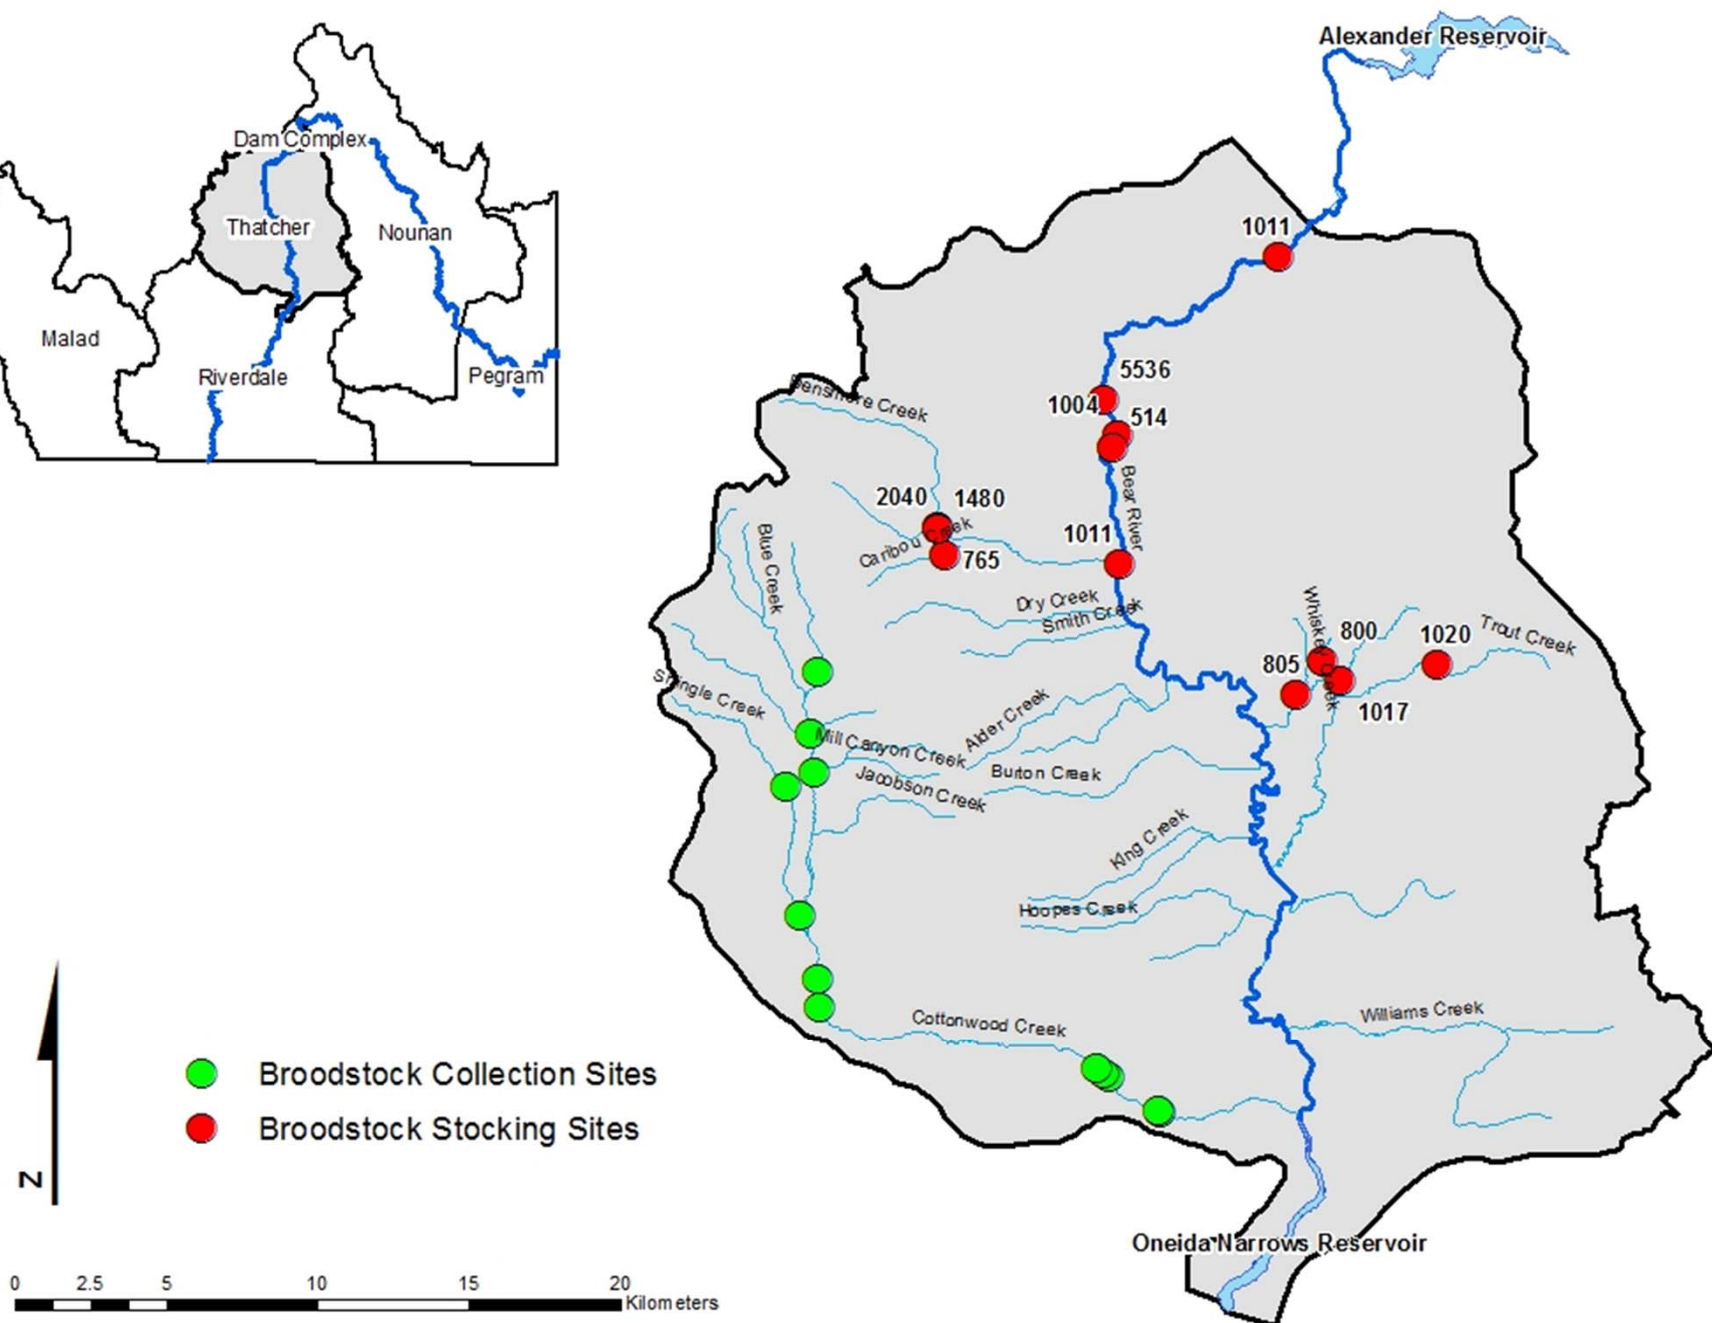 Alexander Reservoir
Dam Complex
Thatcher
Nounan
Malad
Riverdale
Pegram
1011
5536
1004
514
Densmore Creek
Bear River
2040
1480
Caribou Creek
765
1011
Blue Creek
Dry Creek
Smith Creek
Whiskey Creek
800
1020
Trout Creek
805
1017
Shingle Creek
Mill Canyon Creek
Alder Creek
Jacobson Creek
Burton Creek
King Creek
Hoopes Creek
Cottonwood Creek
Williams Creek
Broodstock Collection Sites
Broodstock Stocking Sites
N
Oneida Narrows Reservoir
0 2.5 5 10 15 20
Kilometers